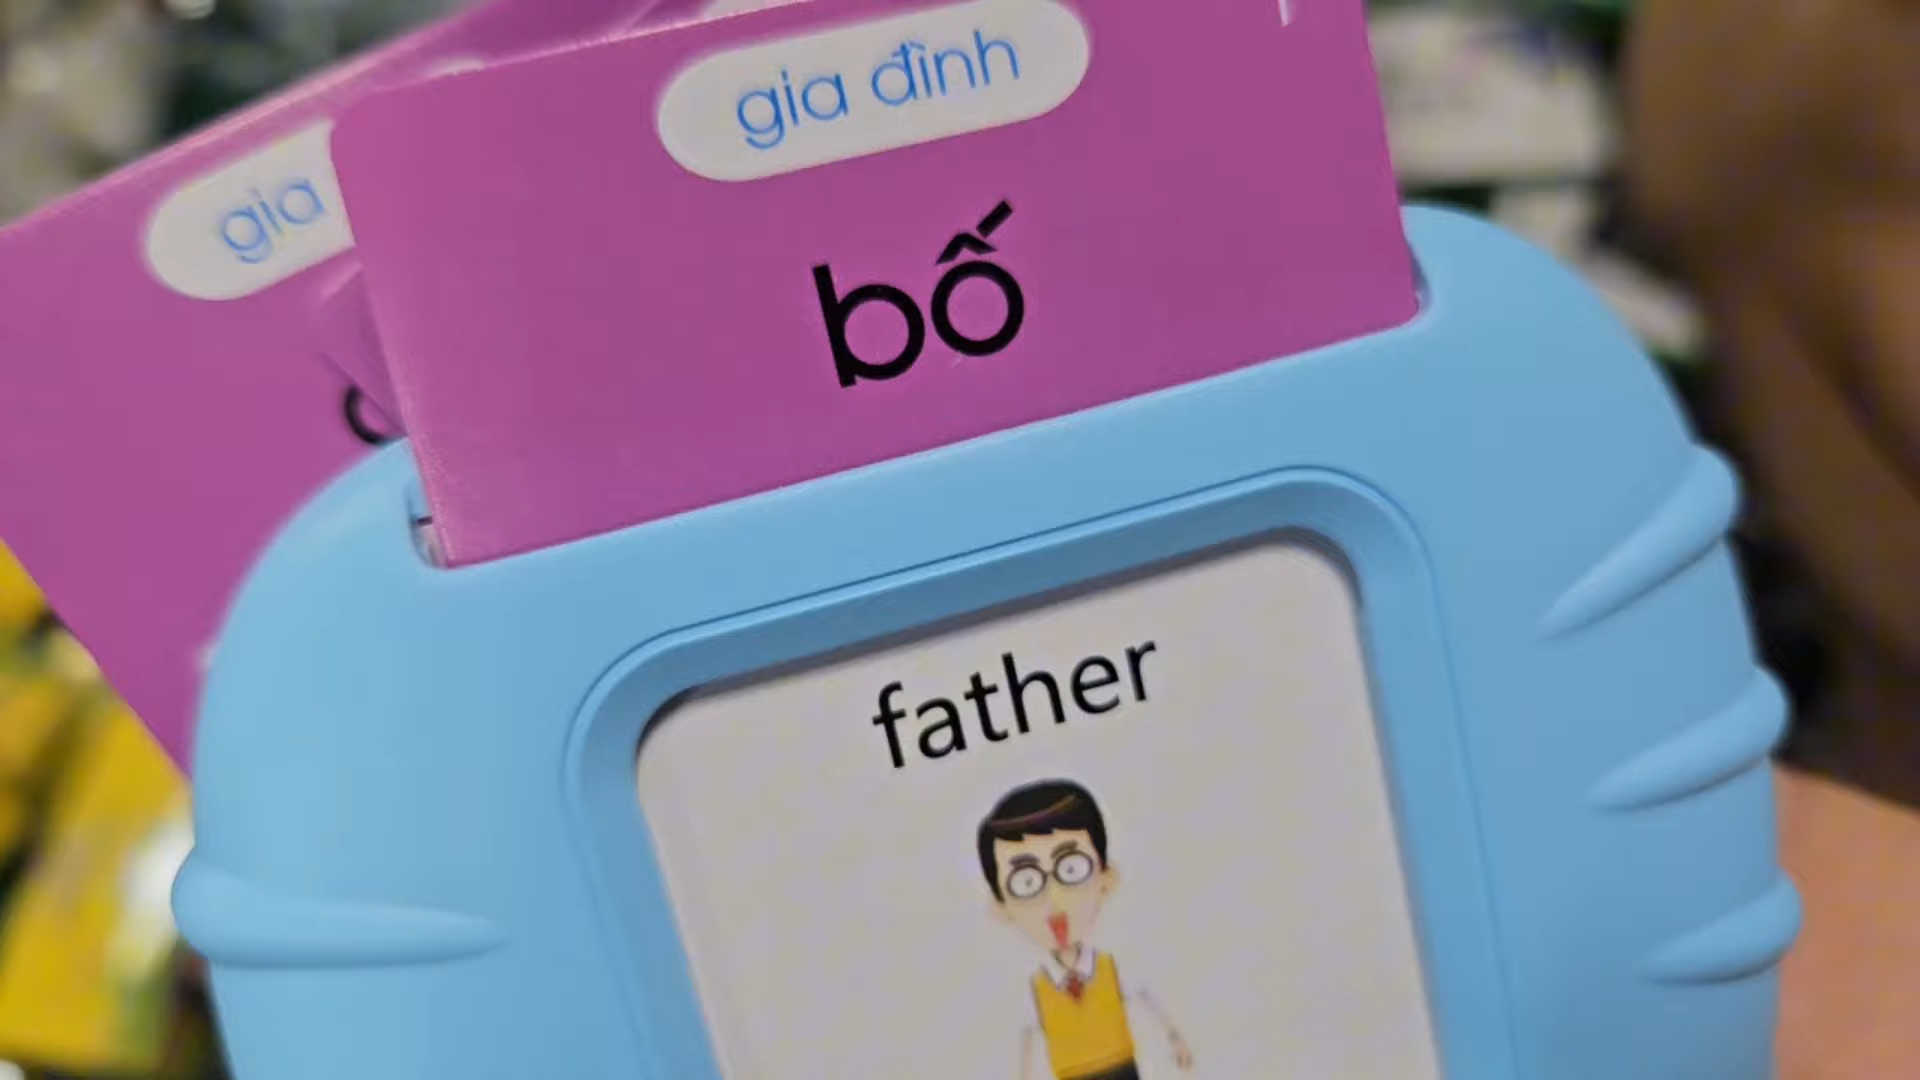 gia đình
bố
gia
father